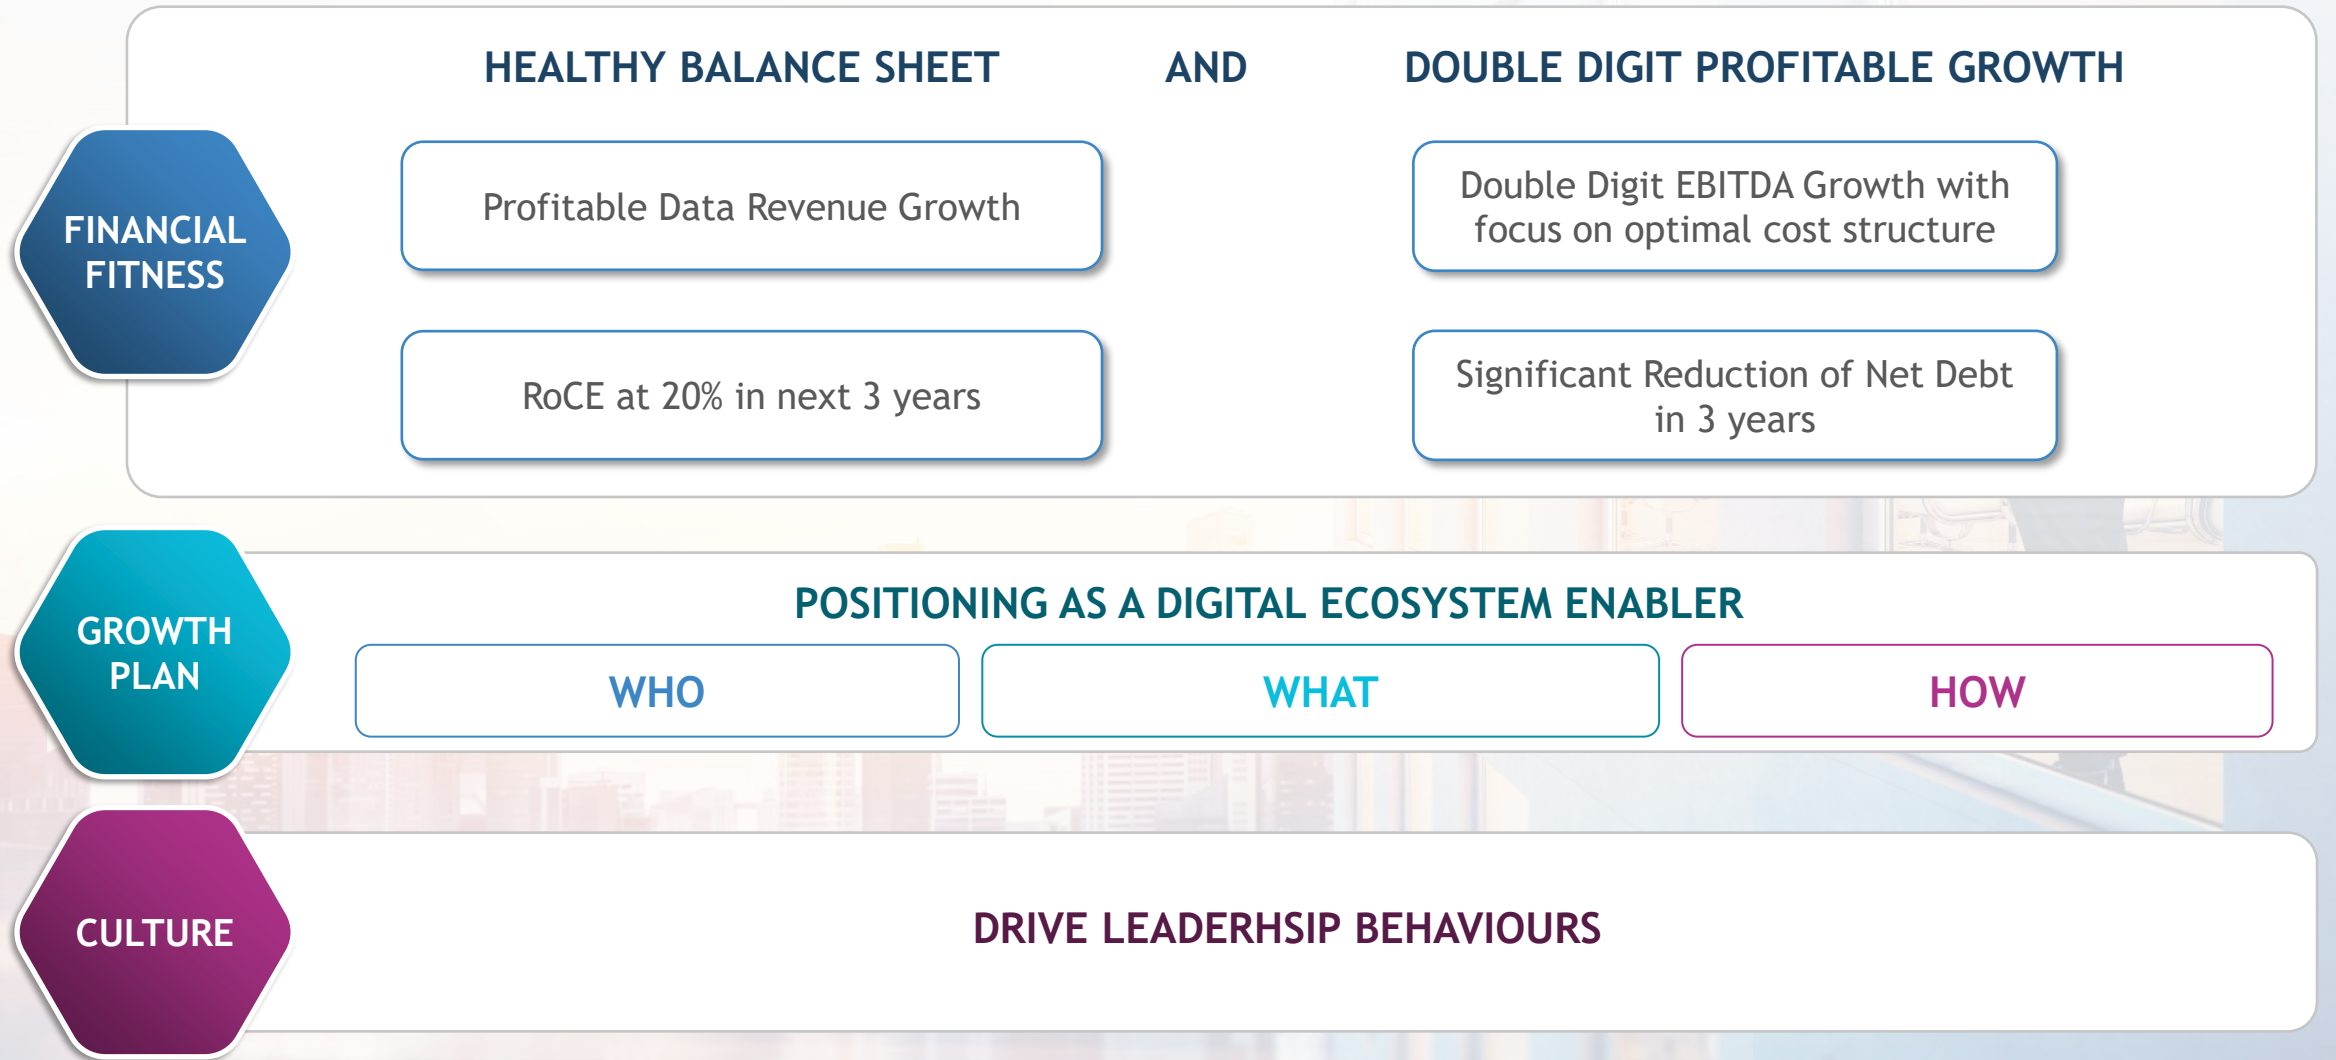 HEALTHY BALANCE SHEET AND DOUBLE DIGIT PROFITABLE GROWTH
FINANCIAL
FITNESS
Profitable Data Revenue Growth
Double Digit EBITDA Growth with
focus on optimal cost structure
RoCE at 20% in next 3 years
Significant Reduction of Net Debt
in 3 years
GROWTH
PLAN
POSITIONING AS A DIGITAL ECOSYSTEM ENABLER
WHO
WHAT
HOW
CULTURE
DRIVE LEADERHSIP BEHAVIOURS